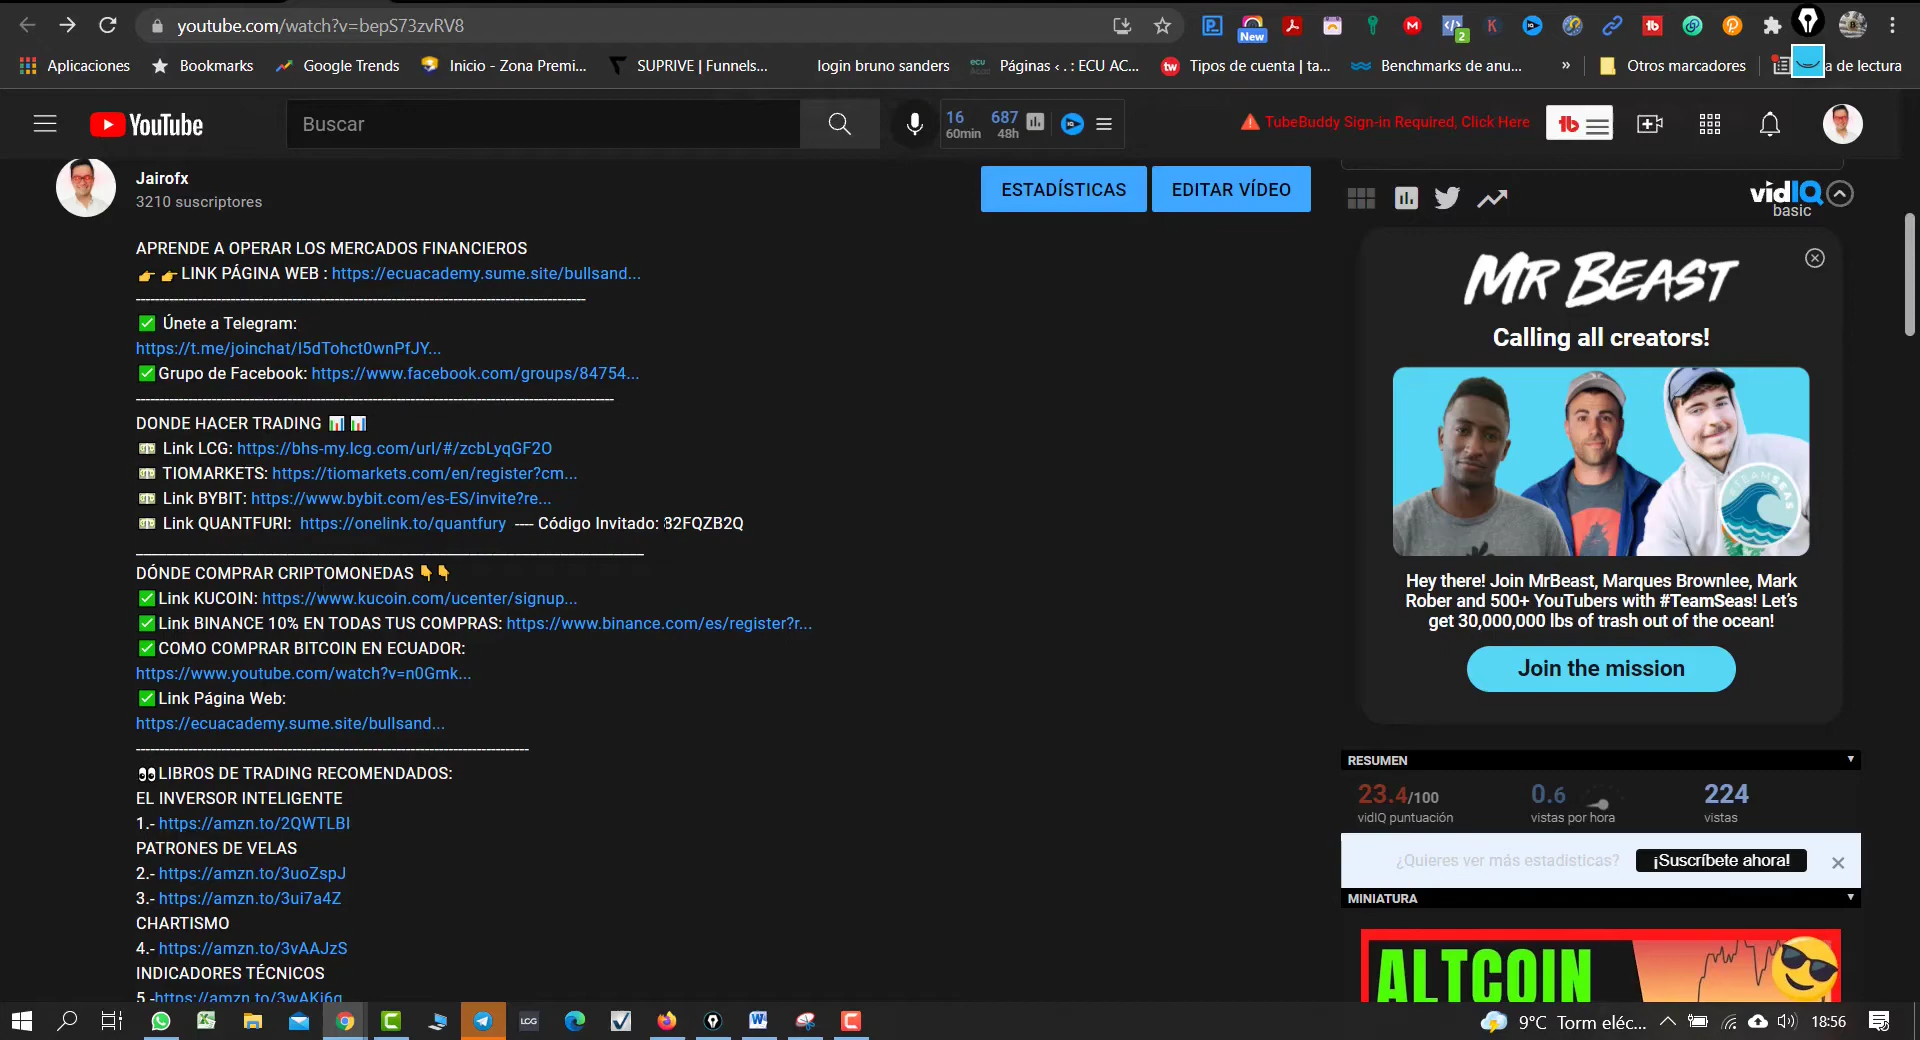 youtube.com/watch?v=bepS73zvRV8
New
2
Aplicaciones
Bookmarks
Google Trends
Inicio - Zona Premi...
SUPRIVE | Funnels...
login bruno sanders
Páginas ‹ . : ECU AC...
Tipos de cuenta | ta...
Benchmarks de anu...
»
Otros marcadores
a de lectura
YouTube
Buscar
16 60min
687 48h
TubeBuddy Sign-in Required, Click Here
Jairofx
3210 suscriptores
ESTADÍSTICAS
EDITAR VÍDEO
APRENDE A OPERAR LOS MERCADOS FINANCIEROS
👉 👉 LINK PÁGINA WEB : https://ecuacademy.sume.site/bullsand...
✅ Únete a Telegram:
https://t.me/joinchat/I5dTohct0wnPfJY...
✅ Grupo de Facebook: https://www.facebook.com/groups/84754...
DONDE HACER TRADING 📊 📊
💵 Link LCG: https://bhs-my.lcg.com/url/#/zcbLyqGF2O
💵 TIOMARKETS: https://tiomarkets.com/en/register?cm...
💵 Link BYBIT: https://www.bybit.com/es-ES/invite?re...
💵 Link QUANTFURI: https://onelink.to/quantfury ---- Código Invitado:
DÓNDE COMPRAR CRIPTOMONEDAS 👇👇
✅ Link KUCOIN: https://www.kucoin.com/ucenter/signup...
✅ Link BINANCE 10% EN TODAS TUS COMPRAS: https://www.binance.com/es/register?r...
✅ COMO COMPRAR BITCOIN EN ECUADOR:
https://www.youtube.com/watch?v=n0Gmk...
✅ Link Página Web:
https://ecuacademy.sume.site/bullsand...
👀 LIBROS DE TRADING RECOMENDADOS:
EL INVERSOR INTELIGENTE
1.- https://amzn.to/2QWTLBI
PATRONES DE VELAS
2.- https://amzn.to/3uoZspJ
3.- https://amzn.to/3ui7a4Z
CHARTISMO
4.- https://amzn.to/3vAAJzS
INDICADORES TÉCNICOS
5 -https://amzn.to/3wAKi6q
vidIQ
basic
MR BEAST
Calling all creators!
#TEAMSEAS
Hey there! Join MrBeast, Marques Brownlee, Mark
Rober and 500+ YouTubers with #TeamSeas! Let's
get 30,000,000 lbs of trash out of the ocean!
Join the mission
RESUMEN
23.4/100
0.6
224
vidIQ puntuación
vistas por hora
vistas
¿Quieres ver más estadísticas?
¡Suscríbete ahora!
MINIATURA
ALTCOIN
LCG
9°C Torm eléc...
18:56